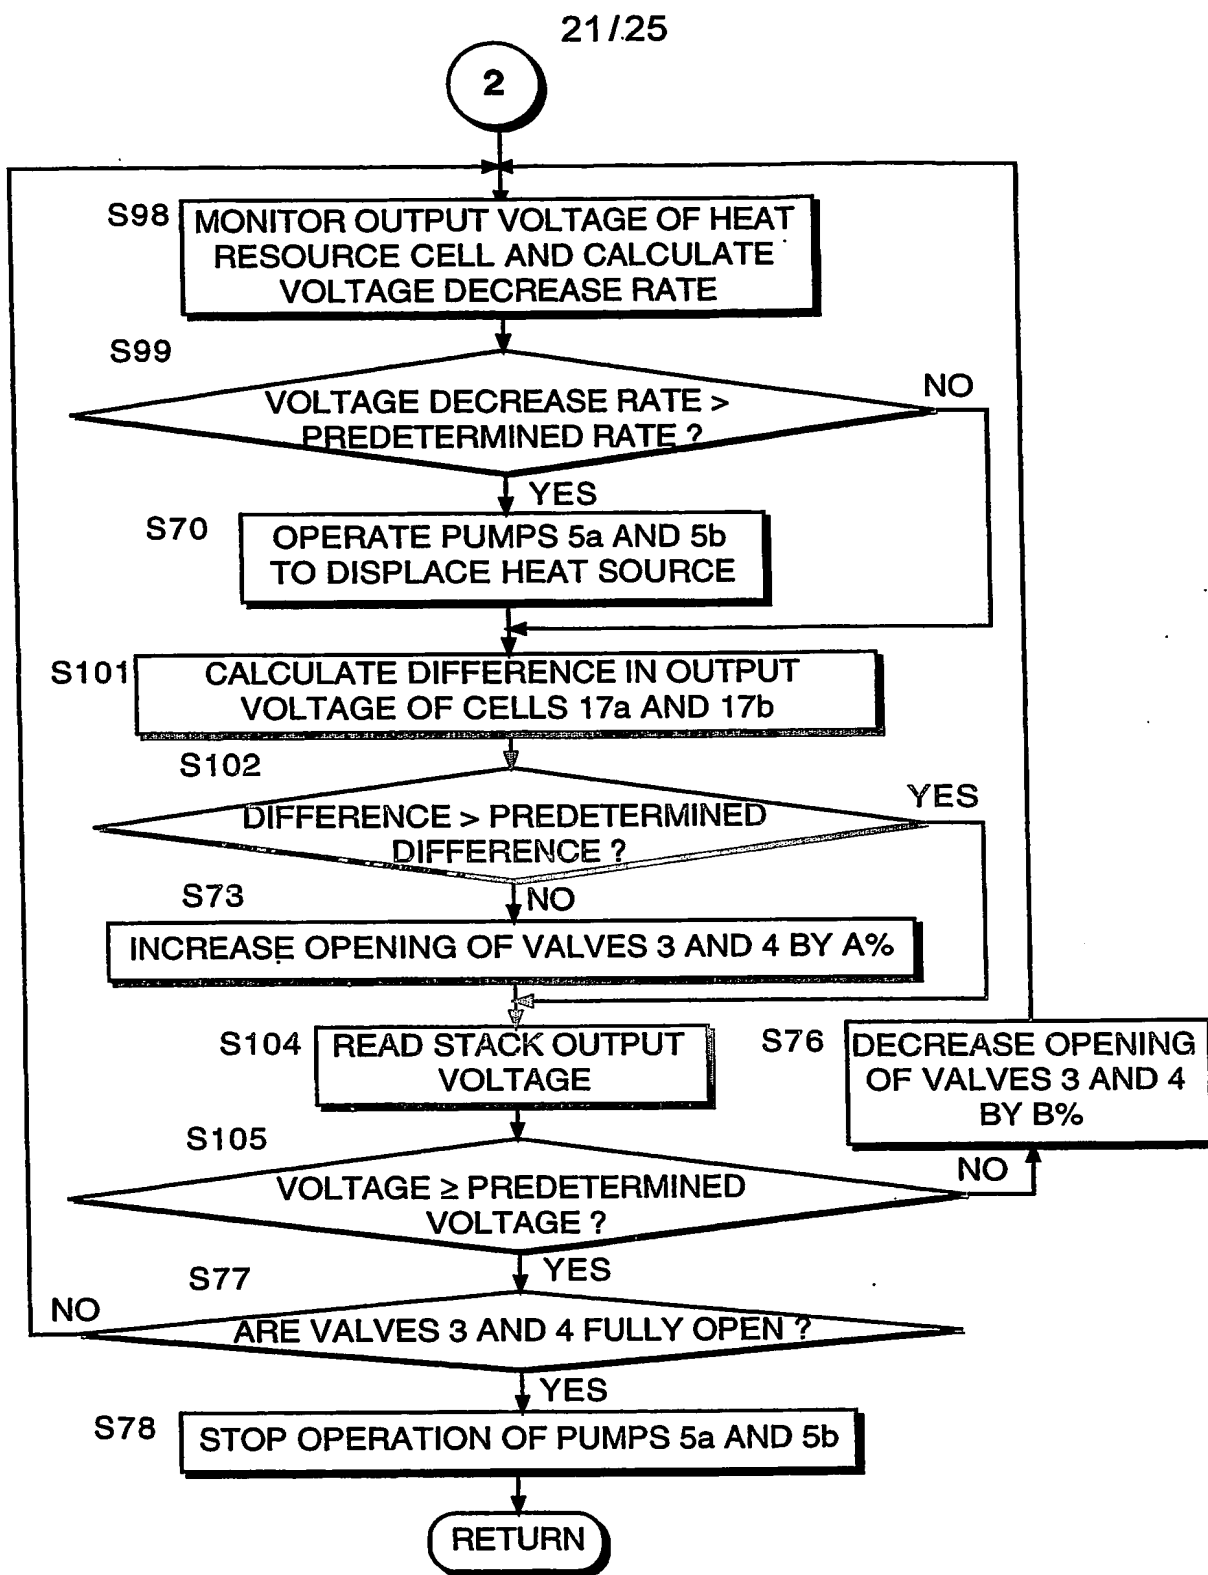 21/25
2
S98
MONITOR OUTPUT VOLTAGE OF HEAT
RESOURCE CELL AND CALCULATE
VOLTAGE DECREASE RATE
S99
VOLTAGE DECREASE RATE >
PREDETERMINED RATE ?
NO
YES
S70
OPERATE PUMPS 5a AND 5b
TO DISPLACE HEAT SOURCE
S101
CALCULATE DIFFERENCE IN OUTPUT
VOLTAGE OF CELLS 17a AND 17b
S102
DIFFERENCE > PREDETERMINED
DIFFERENCE ?
YES
NO
S73
INCREASE OPENING OF VALVES 3 AND 4 BY A%
S104
READ STACK OUTPUT
VOLTAGE
S76
DECREASE OPENING
OF VALVES 3 AND 4
BY B%
S105
VOLTAGE ≥ PREDETERMINED
VOLTAGE ?
NO
YES
S77
NO
ARE VALVES 3 AND 4 FULLY OPEN ?
YES
S78
STOP OPERATION OF PUMPS 5a AND 5b
RETURN